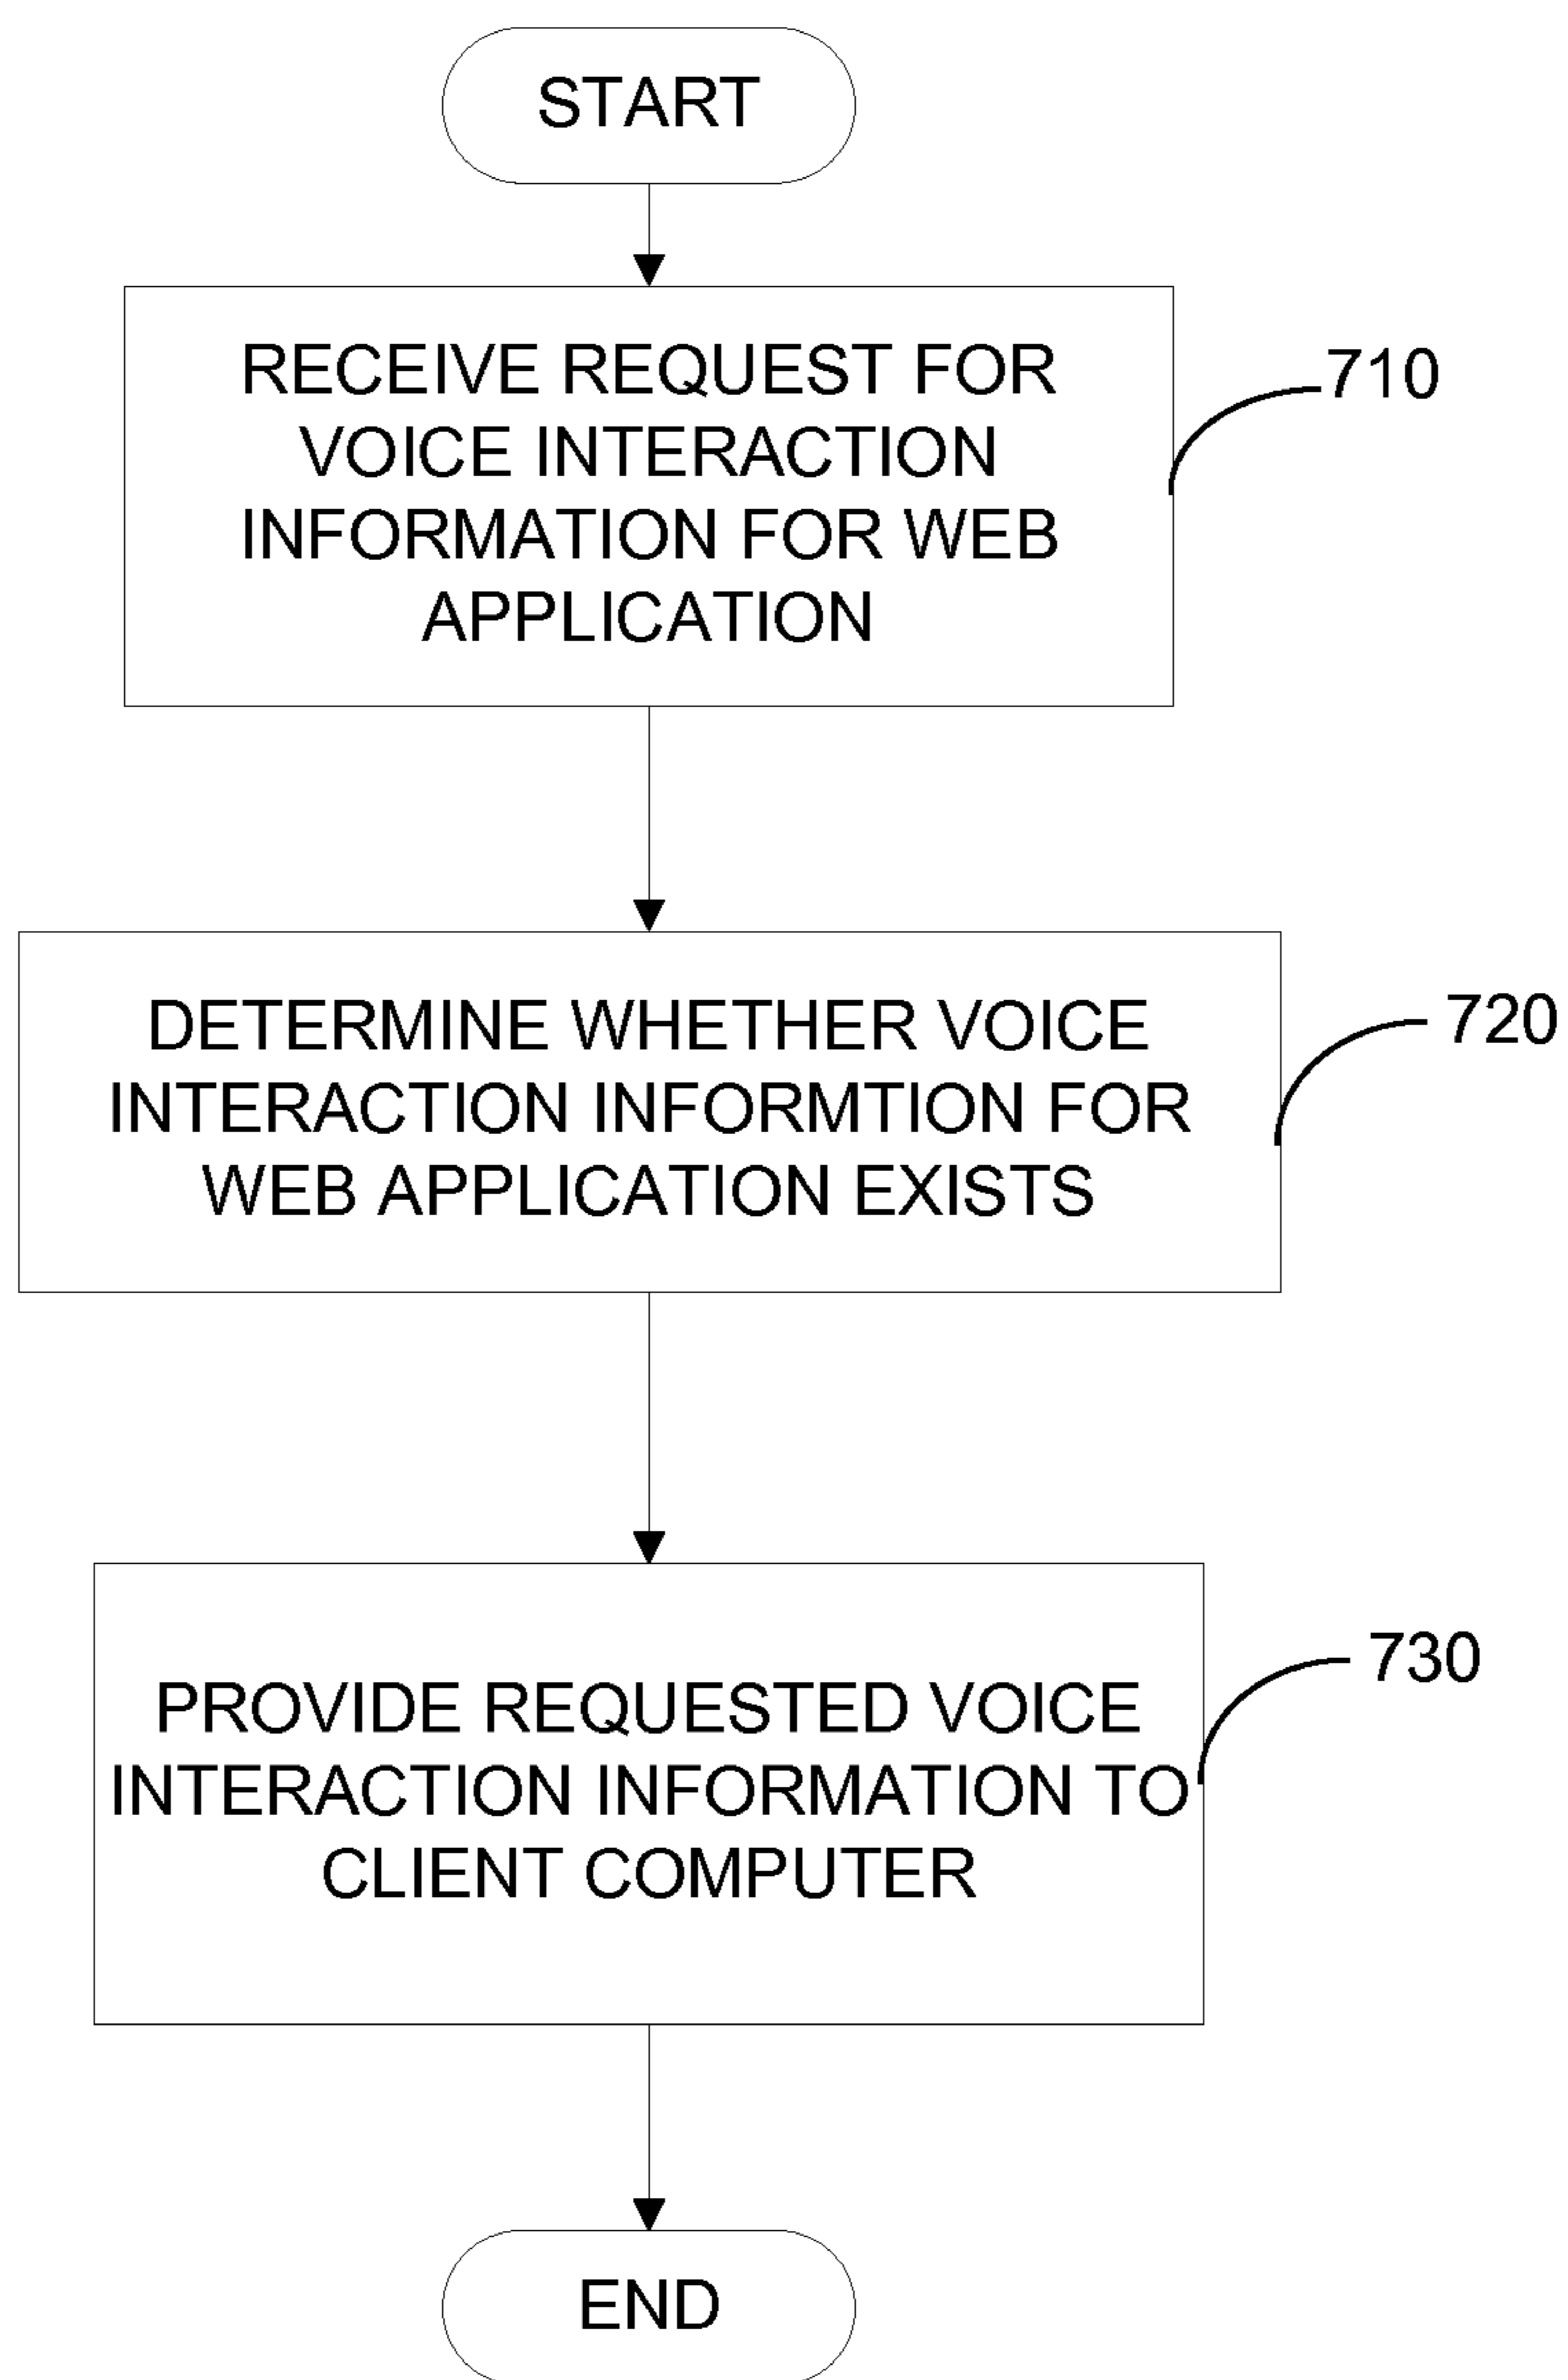 START
RECEIVE REQUEST FOR
VOICE INTERACTION
INFORMATION FOR WEB
APPLICATION
710
DETERMINE WHETHER VOICE
INTERACTION INFORMTION FOR
WEB APPLICATION EXISTS
720
PROVIDE REQUESTED VOICE
INTERACTION INFORMATION TO
CLIENT COMPUTER
730
END